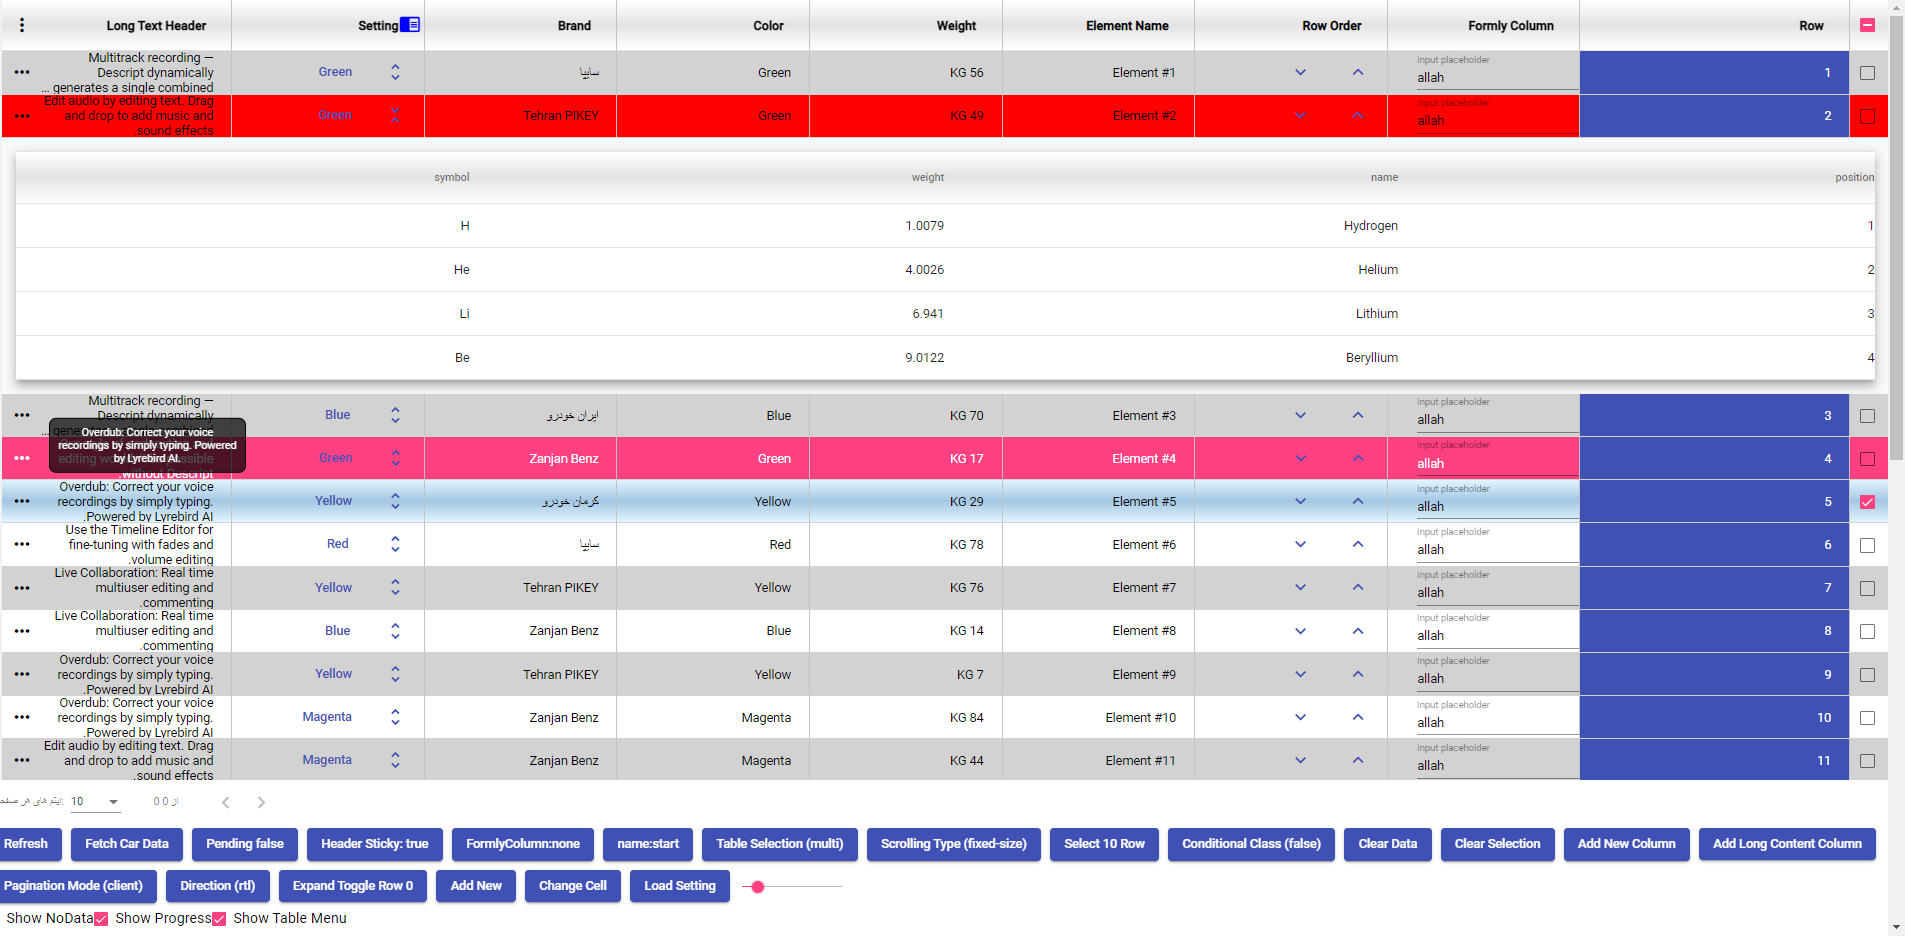 Long Text Header Setting Brand Color Weight Element Name Row Order Formly Column Row
Multitrack recording —
Descript dynamically
... generates a single combined
Green سایپا Green KG 56 Element #1 Input placeholder allah 1
Edit audio by editing text. Drag
and drop to add music and
.sound effects
Green Tehran PIKEY Green KG 49 Element #2 Input placeholder allah 2
symbol weight name position
H 1.0079 Hydrogen 1
He 4.0026 Helium 2
Li 6.941 Lithium 3
Be 9.0122 Beryllium 4
Multitrack recording —
Descript dynamically
Blue ایران خودرو Blue KG 70 Element #3 Input placeholder allah 3
Overdub: Correct your voice
recordings by simply typing. Powered
by Lyrebird AI.
.without Descript
Green Zanjan Benz Green KG 17 Element #4 Input placeholder allah 4
Overdub: Correct your voice
recordings by simply typing.
.Powered by Lyrebird AI
Yellow کرمان خودرو Yellow KG 29 Element #5 Input placeholder allah 5
Use the Timeline Editor for
fine-tuning with fades and
.volume editing
Red سایپا Red KG 78 Element #6 Input placeholder allah 6
Live Collaboration: Real time
multiuser editing and
.commenting
Yellow Tehran PIKEY Yellow KG 76 Element #7 Input placeholder allah 7
Live Collaboration: Real time
multiuser editing and
.commenting
Blue Zanjan Benz Blue KG 14 Element #8 Input placeholder allah 8
Overdub: Correct your voice
recordings by simply typing.
.Powered by Lyrebird AI
Yellow Tehran PIKEY Yellow KG 7 Element #9 Input placeholder allah 9
Overdub: Correct your voice
recordings by simply typing.
.Powered by Lyrebird AI
Magenta Zanjan Benz Magenta KG 84 Element #10 Input placeholder allah 10
Edit audio by editing text. Drag
and drop to add music and
.sound effects
Magenta Zanjan Benz Magenta KG 44 Element #11 Input placeholder allah 11
ایتم های هر صفحه: 10 0 از 0
Refresh Fetch Car Data Pending false Header Sticky: true FormlyColumn:none name:start Table Selection (multi) Scrolling Type (fixed-size) Select 10 Row Conditional Class (false) Clear Data Clear Selection Add New Column Add Long Content Column
Pagination Mode (client) Direction (rtl) Expand Toggle Row 0 Add New Change Cell Load Setting
Show NoData Show Progress Show Table Menu